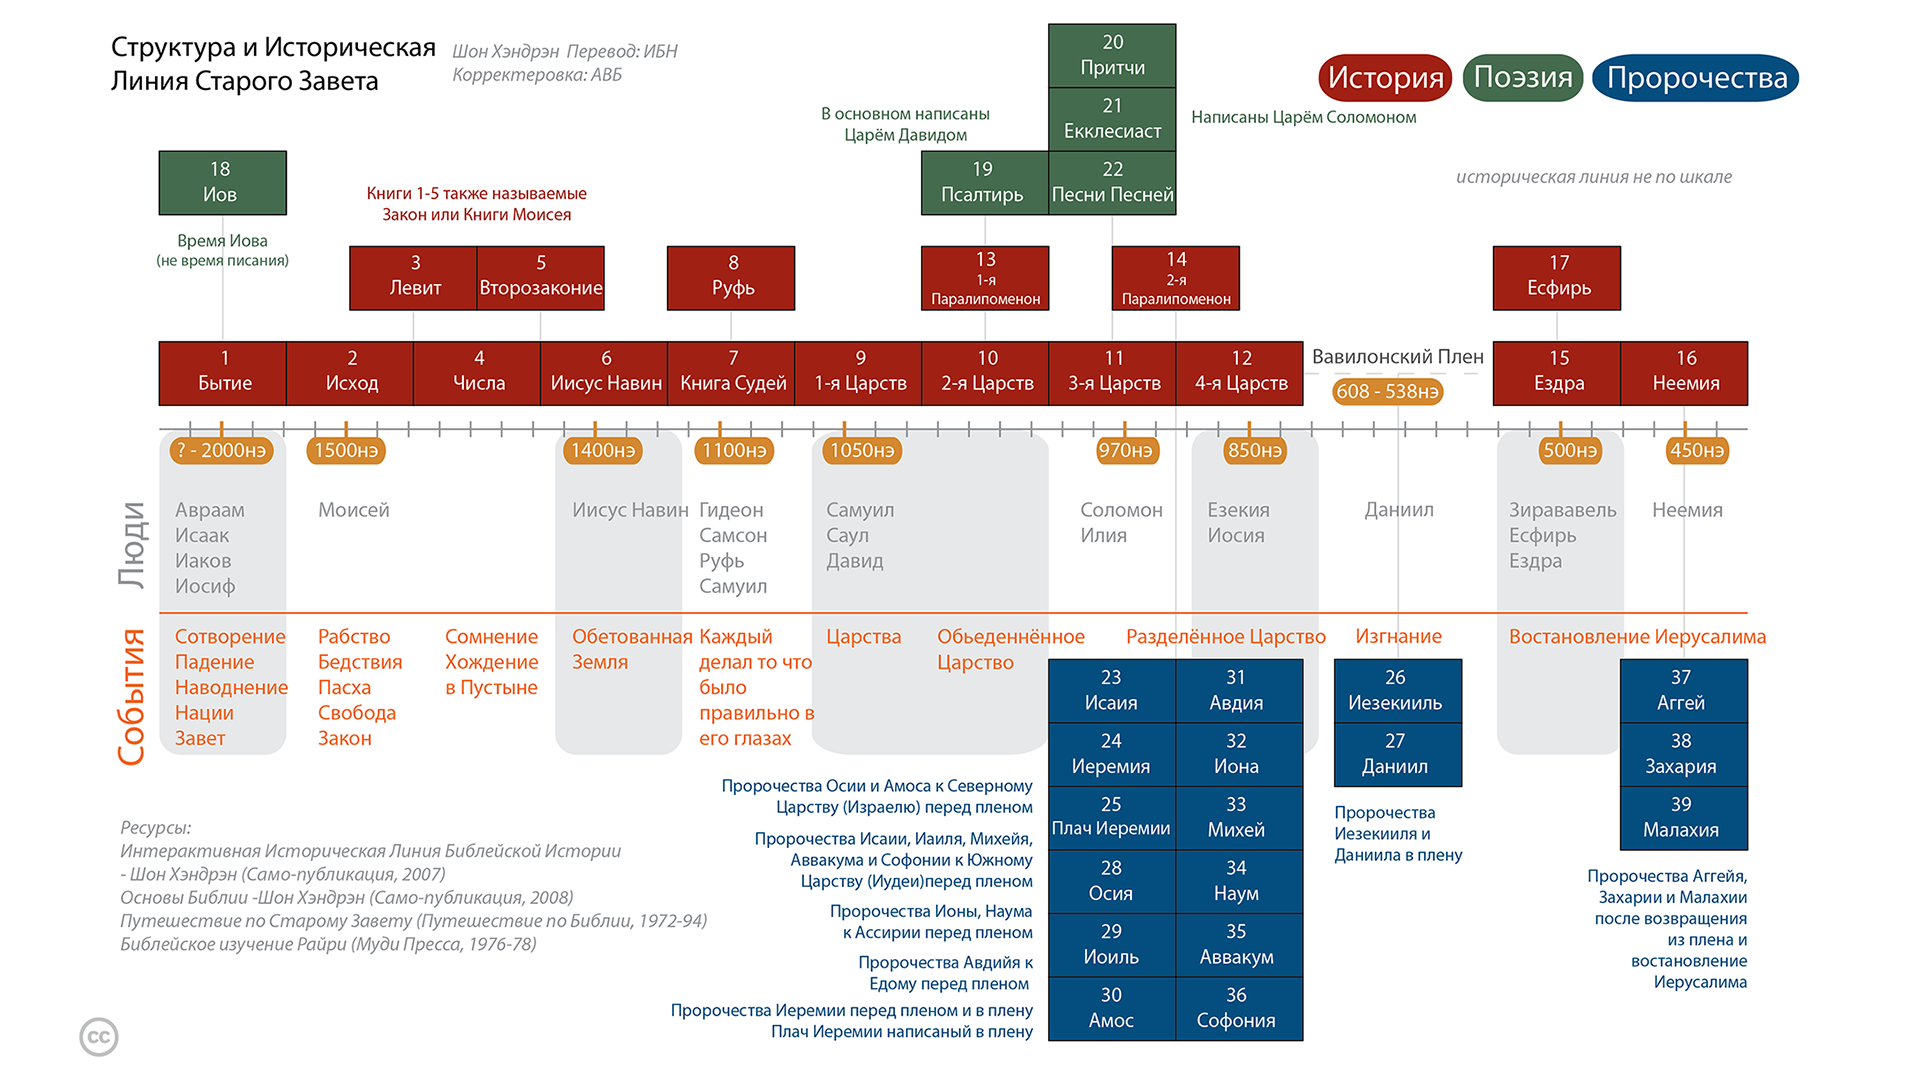 Структура и Историческая
Линия Старого Завета
Шон Хэндрэн Перевод: ИБН
Корректеровка: АВБ
История
Поэзия
Пророчества
историческая линия не по шкале
20
Притчи
21
Екклесиаст
22
Песни Песней
Написаны Царём Соломоном
В основном написаны
Царём Давидом
19
Псалтирь
18
Иов
Время Иова
(не время писания)
Книги 1-5 также называемые
Закон или Книги Моисея
3
Левит
5
Второзаконие
8
Руфь
13
1-я
Паралипоменон
14
2-я
Паралипоменон
17
Есфирь
1
Бытие
2
Исход
4
Числа
6
Иисус Навин
7
Книга Судей
9
1-я Царств
10
2-я Царств
11
3-я Царств
12
4-я Царств
Вавилонский Плен
608 - 538нэ
15
Ездра
16
Неемия
? - 2000нэ
1500нэ
1400нэ
1100нэ
1050нэ
970нэ
850нэ
500нэ
450нэ
Люди
Авраам
Исаак
Иаков
Иосиф
Моисей
Иисус Навин
Гидеон
Самсон
Руфь
Самуил
Самуил
Саул
Давид
Соломон
Илия
Езекия
Иосия
Даниил
Зиравaвель
Есфирь
Ездра
Неемия
События
Сотворение
Падение
Наводнение
Нации
Завет
Рабство
Бедствия
Пасха
Свобода
Закон
Сомнение
Хождение
в Пустыне
Обетованная
Земля
Каждый
делал то что
было
правильно в
его глазах
Царства
Обьеденнённое
Царство
Разделённое Царство
Изгнание
Востановление Иерусалима
23
Исаия
24
Иеремия
25
Плач Иеремии
28
Осия
29
Иоиль
30
Амос
31
Авдия
32
Иона
33
Михей
34
Наум
35
Аввакум
36
Софония
26
Иезекииль
27
Даниил
37
Аггей
38
Захария
39
Малахия
Пророчества Осии и Амоса к Северному
Царству (Израелю) перед пленом
Пророчества Исаии, Иаиля, Михейя,
Аввакума и Софонии к Южному
Царству (Иудеи)перед пленом
Пророчества Ионы, Наума
к Ассирии перед пленом
Пророчества Авдийя к
Едому перед пленом
Пророчества Иеремии перед пленом и в плену
Плач Иеремии написаный в плену
Пророчества
Иезекииля и
Даниила в плену
Пророчества Аггейя,
Захарии и Малахии
после возвращения
из плена и
востановление
Иерусалима
Ресурсы:
Интерактивная Историческая Линия Библейской Истории
- Шон Хэндрэн (Само-публикация, 2007)
Основы Библии -Шон Хэндрэн (Само-публикация, 2008)
Путешествие по Старому Завету (Путешествие по Библии, 1972-94)
Библейское изучение Райри (Муди Пресса, 1976-78)
cc